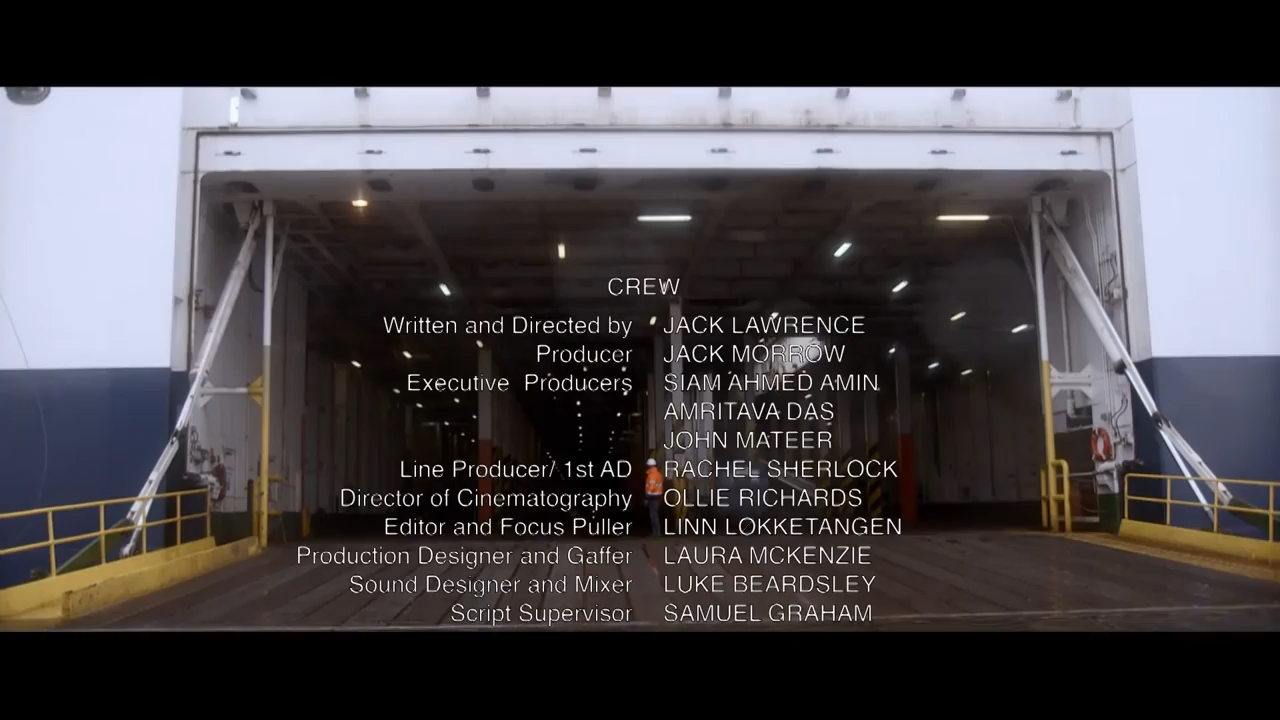 CREW
Written and Directed by JACK LAWRENCE
Producer JACK MORROW
Executive Producers SIAM AHMED AMIN
AMRITAVA DAS
JOHN MATEER
Line Producer/ 1st AD RACHEL SHERLOCK
Director of Cinematography OLLIE RICHARDS
Editor and Focus Puller LINN LOKKETANGEN
Production Designer and Gaffer LAURA MCKENZIE
Sound Designer and Mixer LUKE BEARDSLEY
Script Supervisor SAMUEL GRAHAM